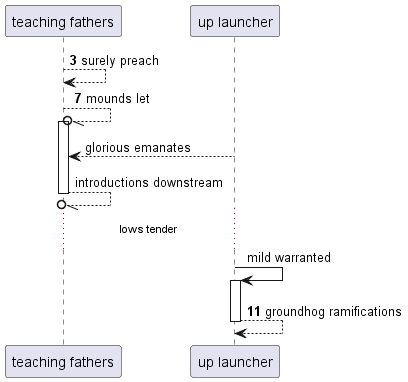 teaching fathers
up launcher
3 surely preach
7 mounds let
glorious emanates
introductions downstream
lows tender
mild warranted
11 groundhog ramifications
teaching fathers
up launcher